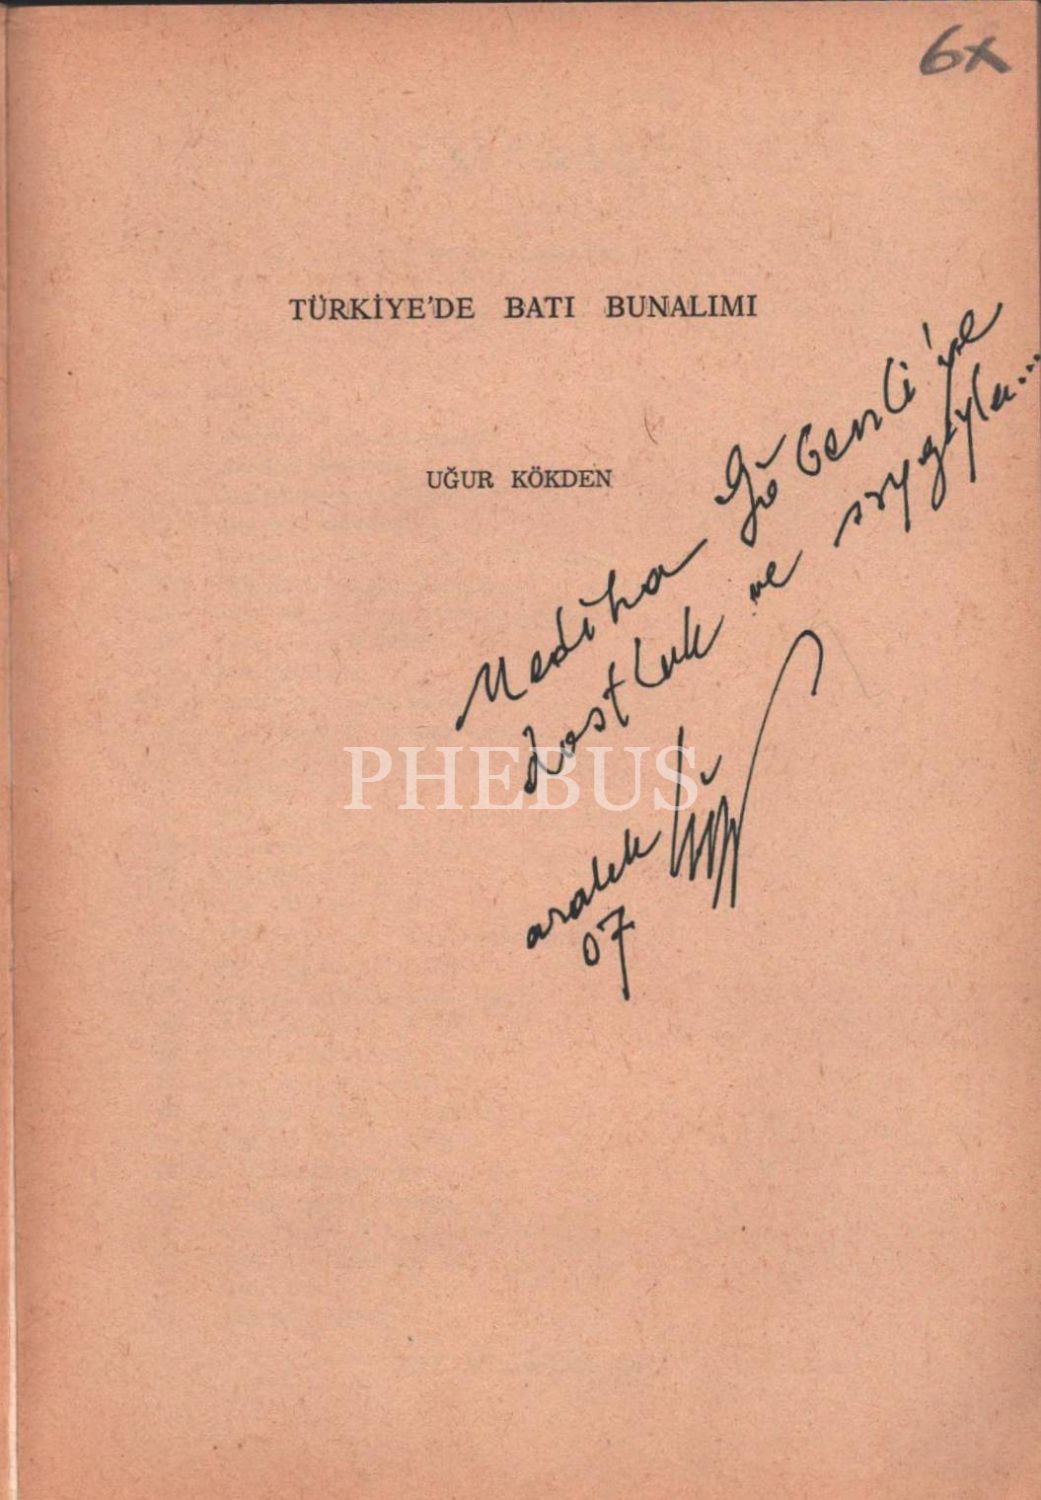 6x
TÜRKİYE'DE BATI BUNALIMI
UĞUR KÖKDEN
Mediha Göbenli'ye
dostluk ve saygıyla...
PHEBUS
aralık
07